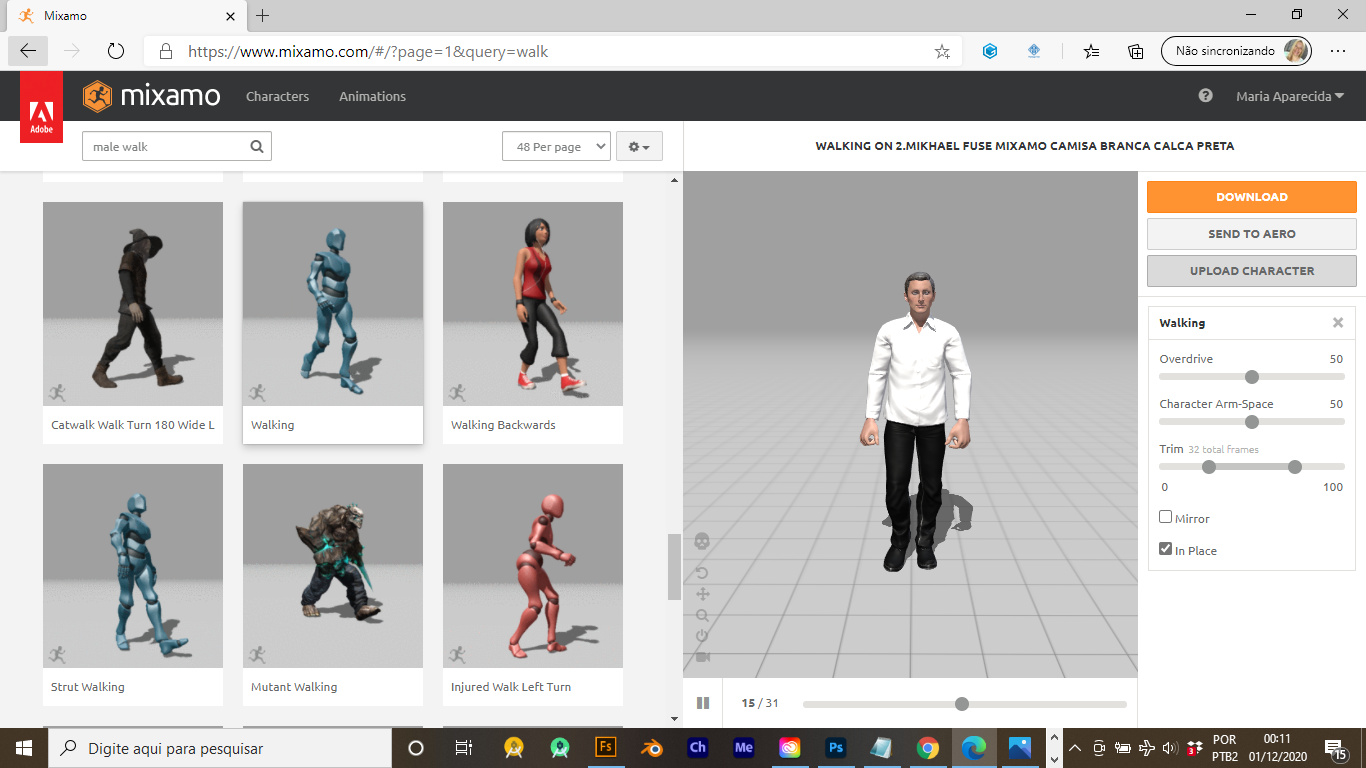 Mixamo
https://www.mixamo.com/#/?page=1&query=walk
Não sincronizando
Adobe
mixamo
Characters
Animations
Maria Aparecida
male walk
48 Per page
WALKING ON 2.MIKHAEL FUSE MIXAMO CAMISA BRANCA CALCA PRETA
Catwalk Walk Turn 180 Wide L
Walking
Walking Backwards
Strut Walking
Mutant Walking
Injured Walk Left Turn
15 / 31
DOWNLOAD
SEND TO AERO
UPLOAD CHARACTER
Walking
Overdrive 50
Character Arm-Space 50
Trim 32 total frames
0 100
Mirror
In Place
Digite aqui para pesquisar
Fs
Ch
Me
Ps
POR
PTB2
00:11
01/12/2020
15